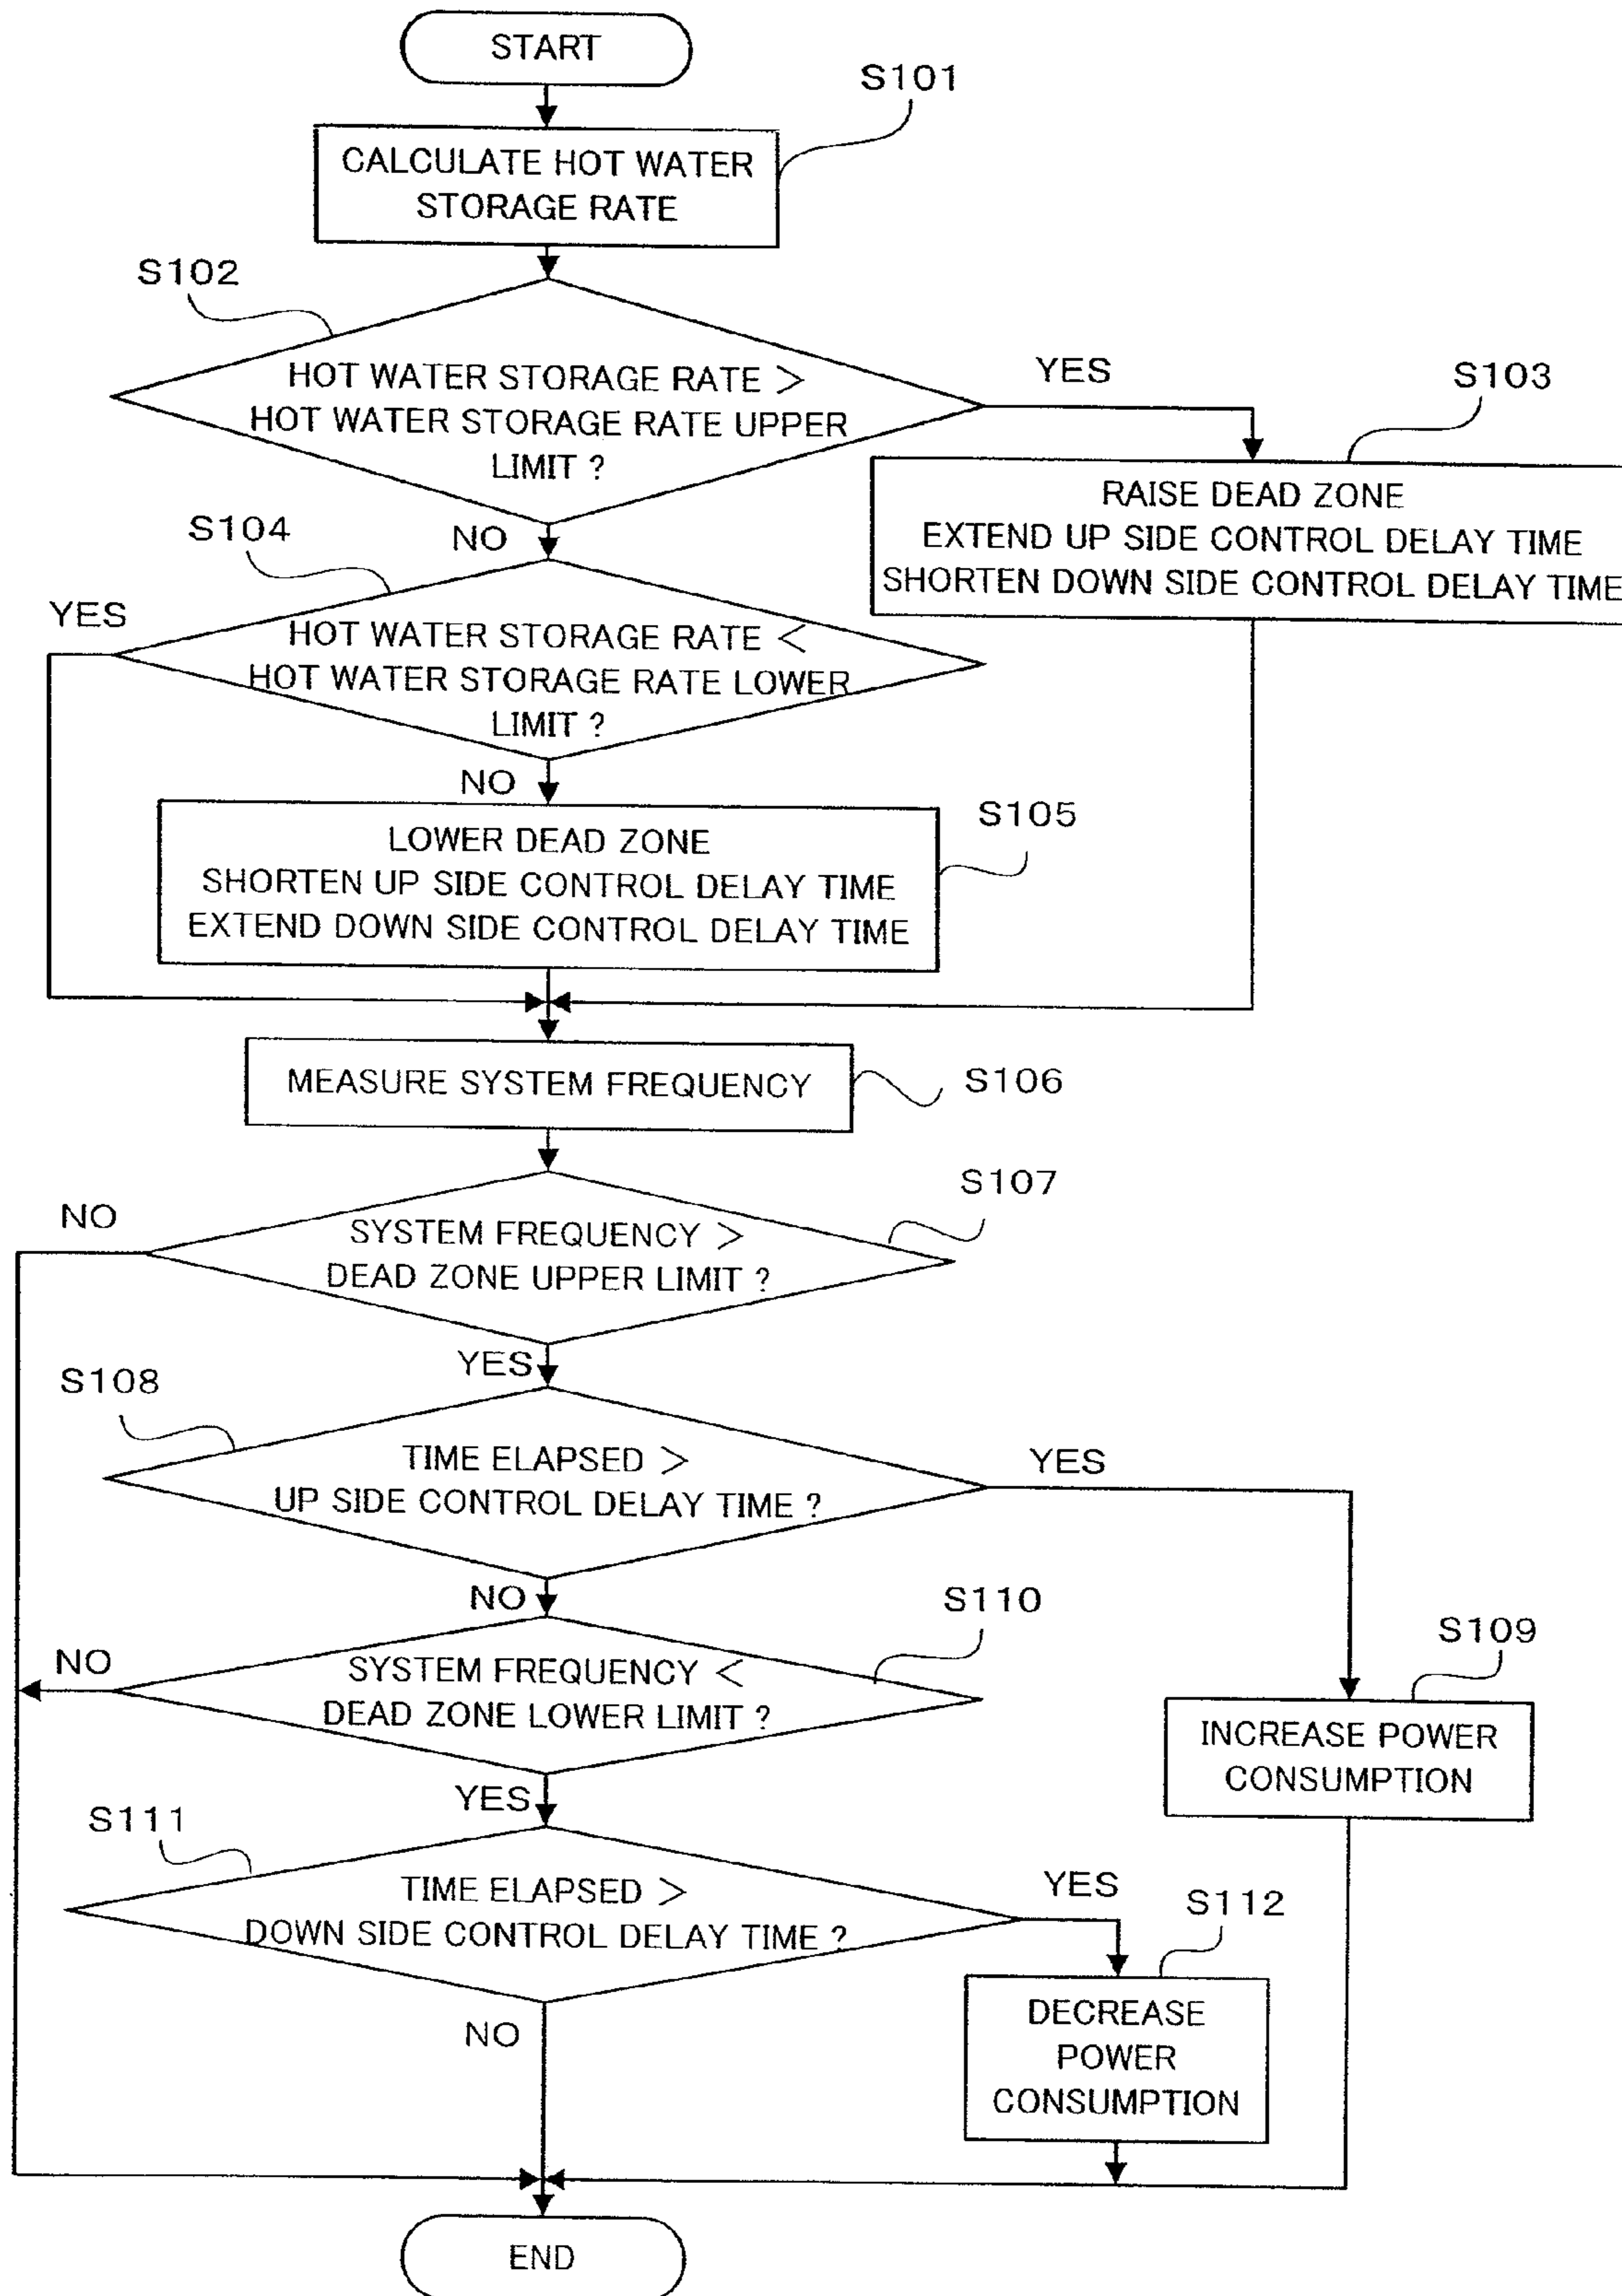 START
S101
CALCULATE HOT WATER
STORAGE RATE
S102
HOT WATER STORAGE RATE >
HOT WATER STORAGE RATE UPPER
LIMIT ?
YES
S103
RAISE DEAD ZONE
EXTEND UP SIDE CONTROL DELAY TIME
SHORTEN DOWN SIDE CONTROL DELAY TIME
NO
S104
YES
HOT WATER STORAGE RATE <
HOT WATER STORAGE RATE LOWER
LIMIT ?
NO
S105
LOWER DEAD ZONE
SHORTEN UP SIDE CONTROL DELAY TIME
EXTEND DOWN SIDE CONTROL DELAY TIME
MEASURE SYSTEM FREQUENCY
S106
S107
NO
SYSTEM FREQUENCY >
DEAD ZONE UPPER LIMIT ?
YES
S108
TIME ELAPSED >
UP SIDE CONTROL DELAY TIME ?
YES
NO
S110
S109
NO
SYSTEM FREQUENCY <
DEAD ZONE LOWER LIMIT ?
INCREASE POWER
CONSUMPTION
YES
S111
TIME ELAPSED >
DOWN SIDE CONTROL DELAY TIME ?
YES
S112
NO
DECREASE
POWER
CONSUMPTION
END